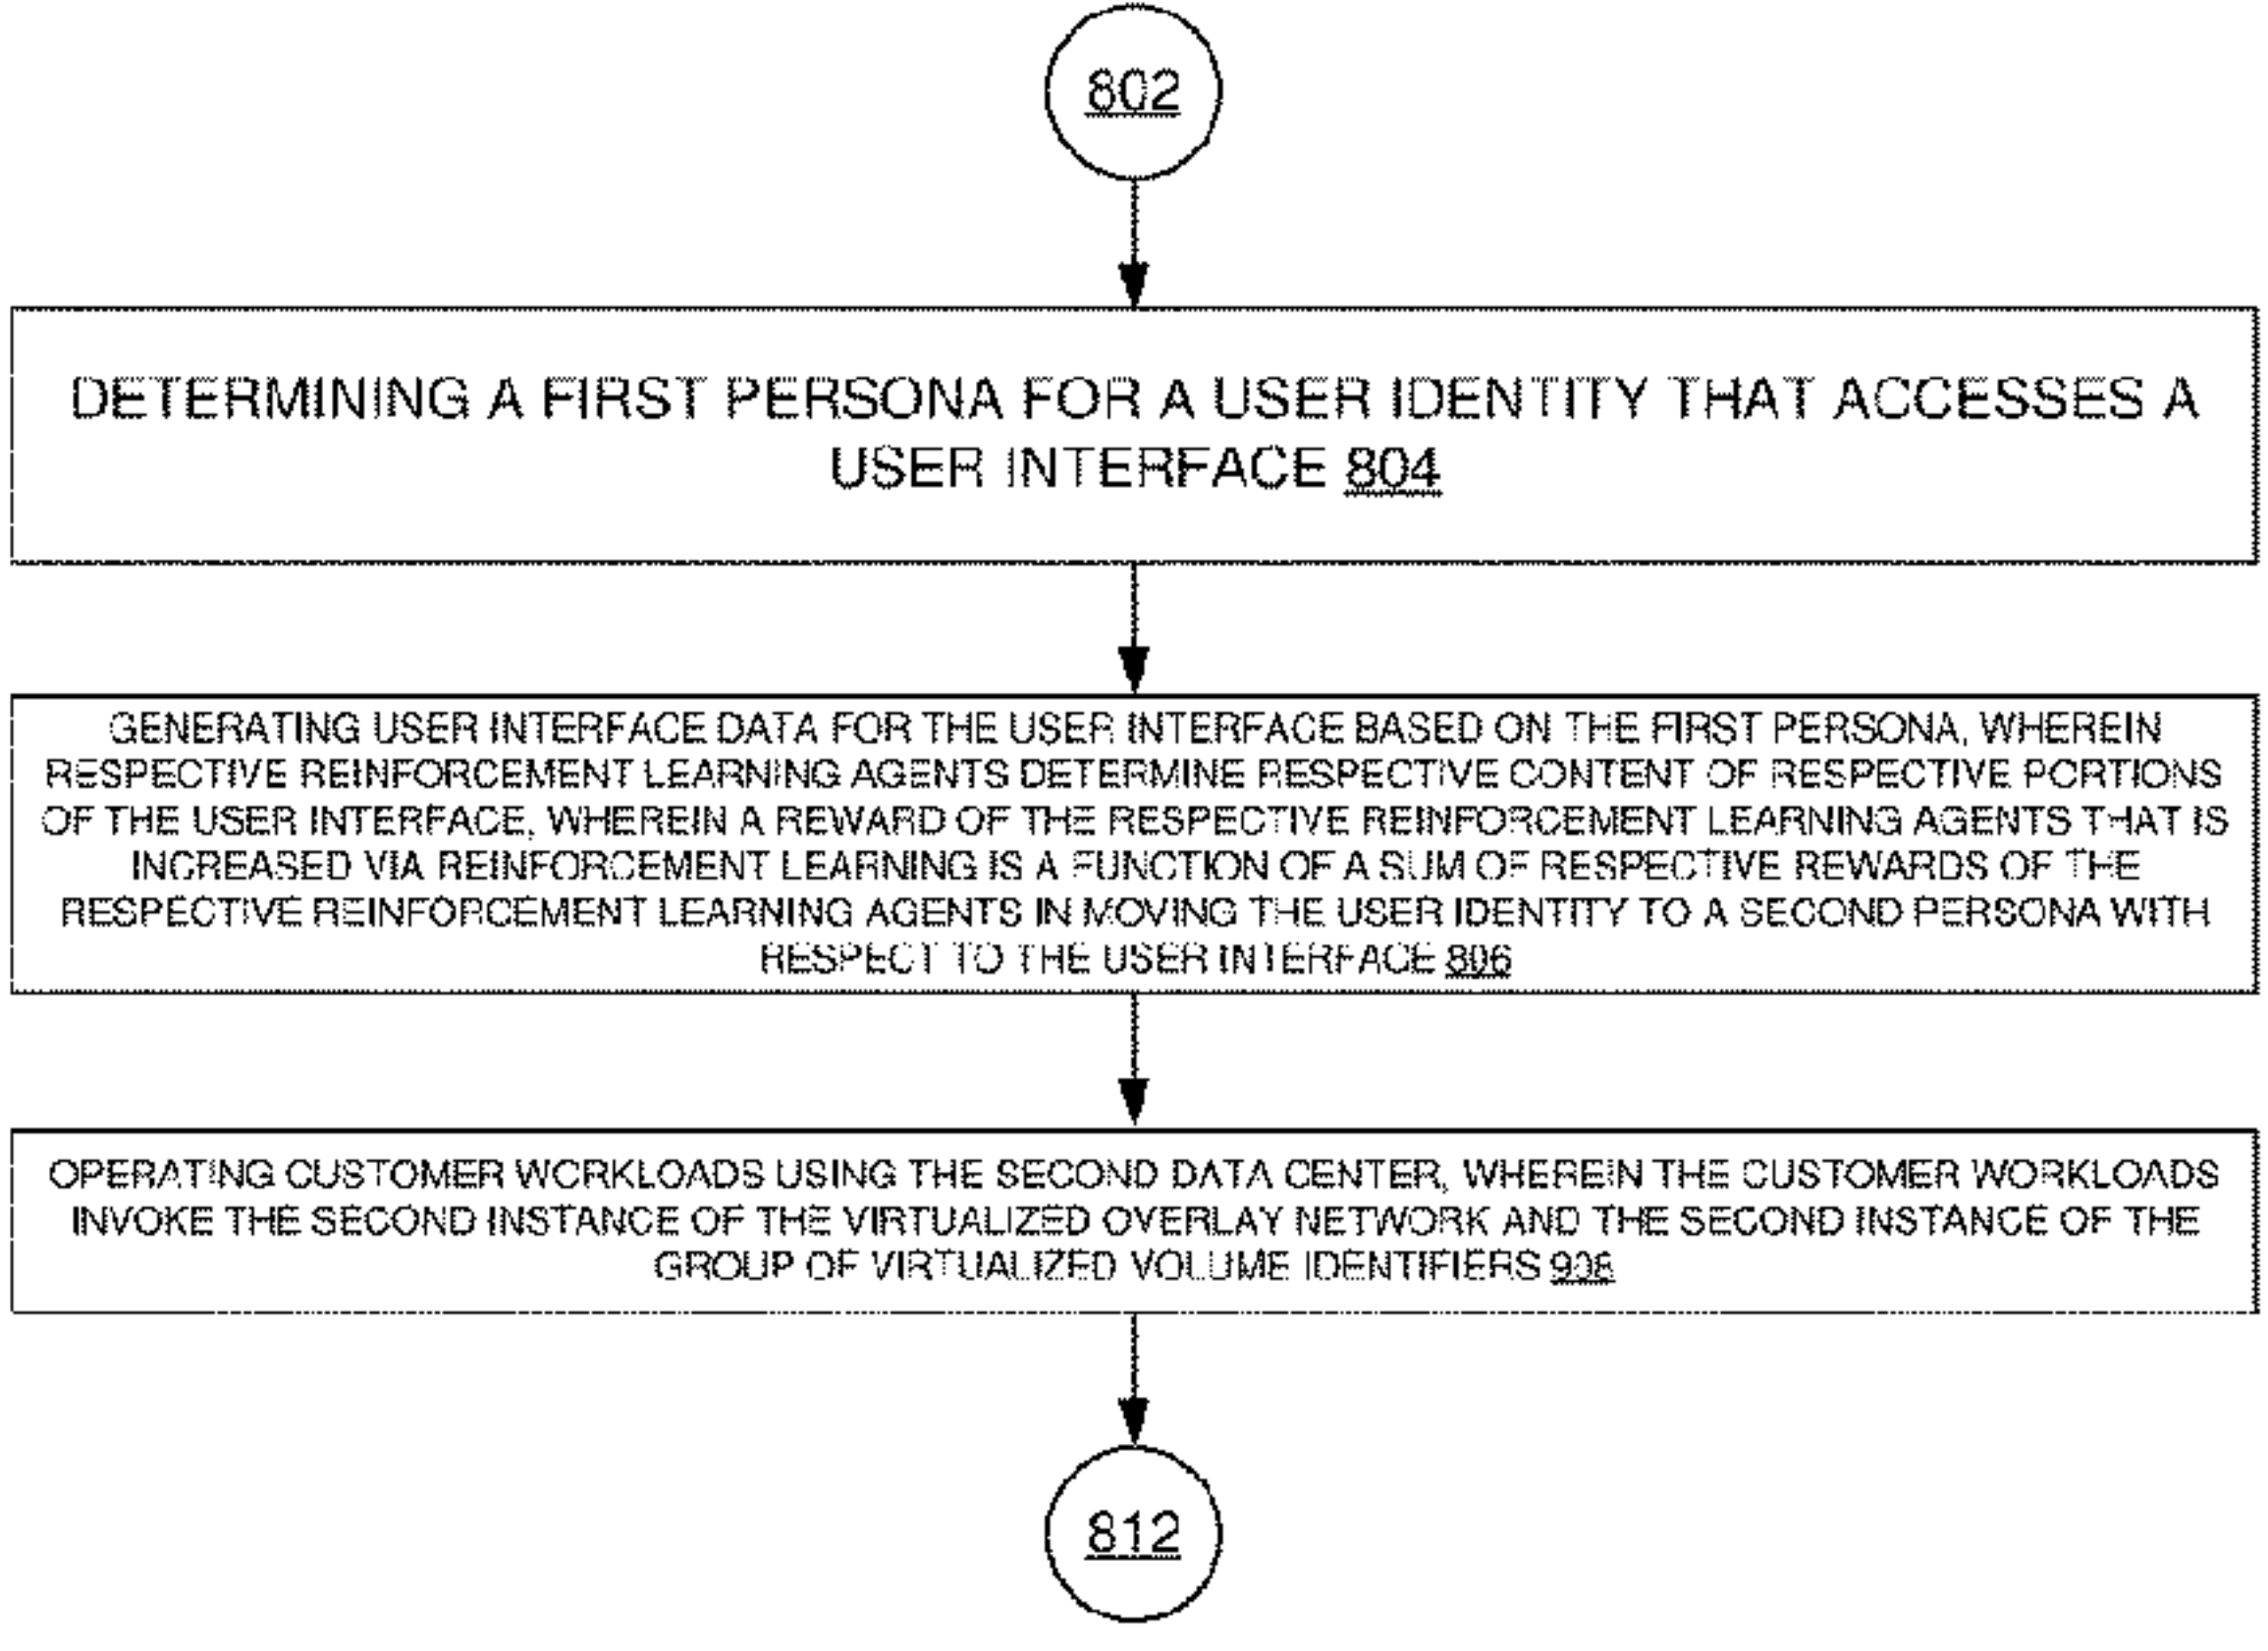 802
DETERMINING A FIRST PERSONA FOR A USER IDENTITY THAT ACCESSES A
USER INTERFACE 804
GENERATING USER INTERFACE DATA FOR THE USER INTERFACE BASED ON THE FIRST PERSONA, WHEREIN
RESPECTIVE REINFORCEMENT LEARNING AGENTS DETERMINE RESPECTIVE CONTENT OF RESPECTIVE PORTIONS
OF THE USER INTERFACE, WHEREIN A REWARD OF THE RESPECTIVE REINFORCEMENT LEARNING AGENTS THAT IS
INCREASED VIA REINFORCEMENT LEARNING IS A FUNCTION OF A SUM OF RESPECTIVE REWARDS OF THE
RESPECTIVE REINFORCEMENT LEARNING AGENTS IN MOVING THE USER IDENTITY TO A SECOND PERSONA WITH
RESPECT TO THE USER INTERFACE 806
OPERATING CUSTOMER WORKLOADS USING THE SECOND DATA CENTER, WHEREIN THE CUSTOMER WORKLOADS
INVOKE THE SECOND INSTANCE OF THE VIRTUALIZED OVERLAY NETWORK AND THE SECOND INSTANCE OF THE
GROUP OF VIRTUALIZED VOLUME IDENTIFIERS 908
812